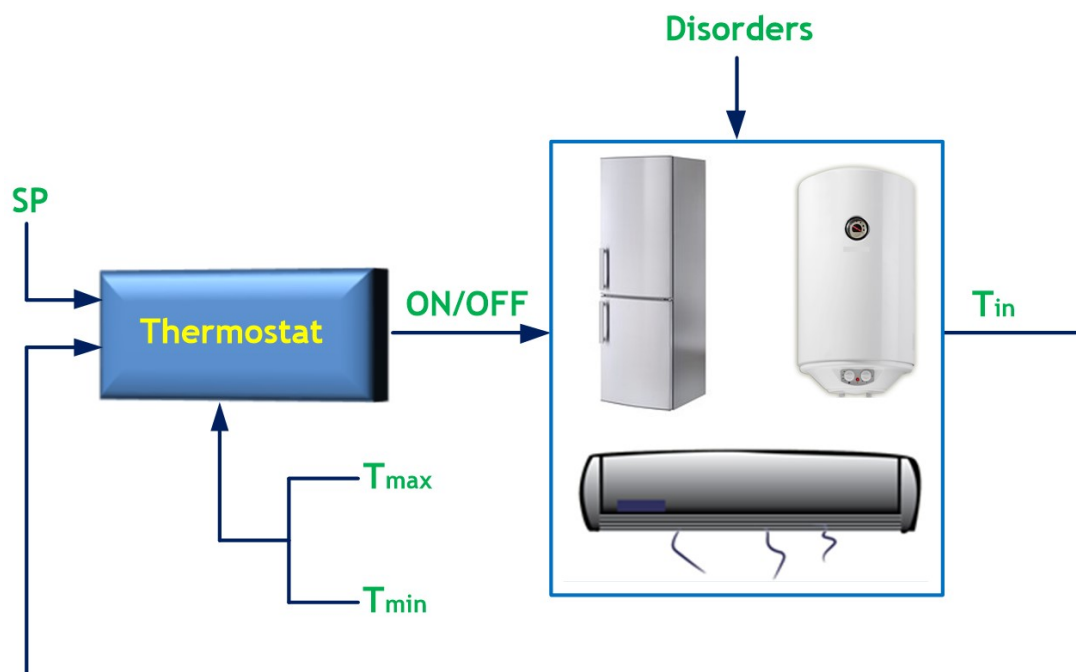 Disorders
SP
Thermostat
ON/OFF
Tin
Tmax
Tmin